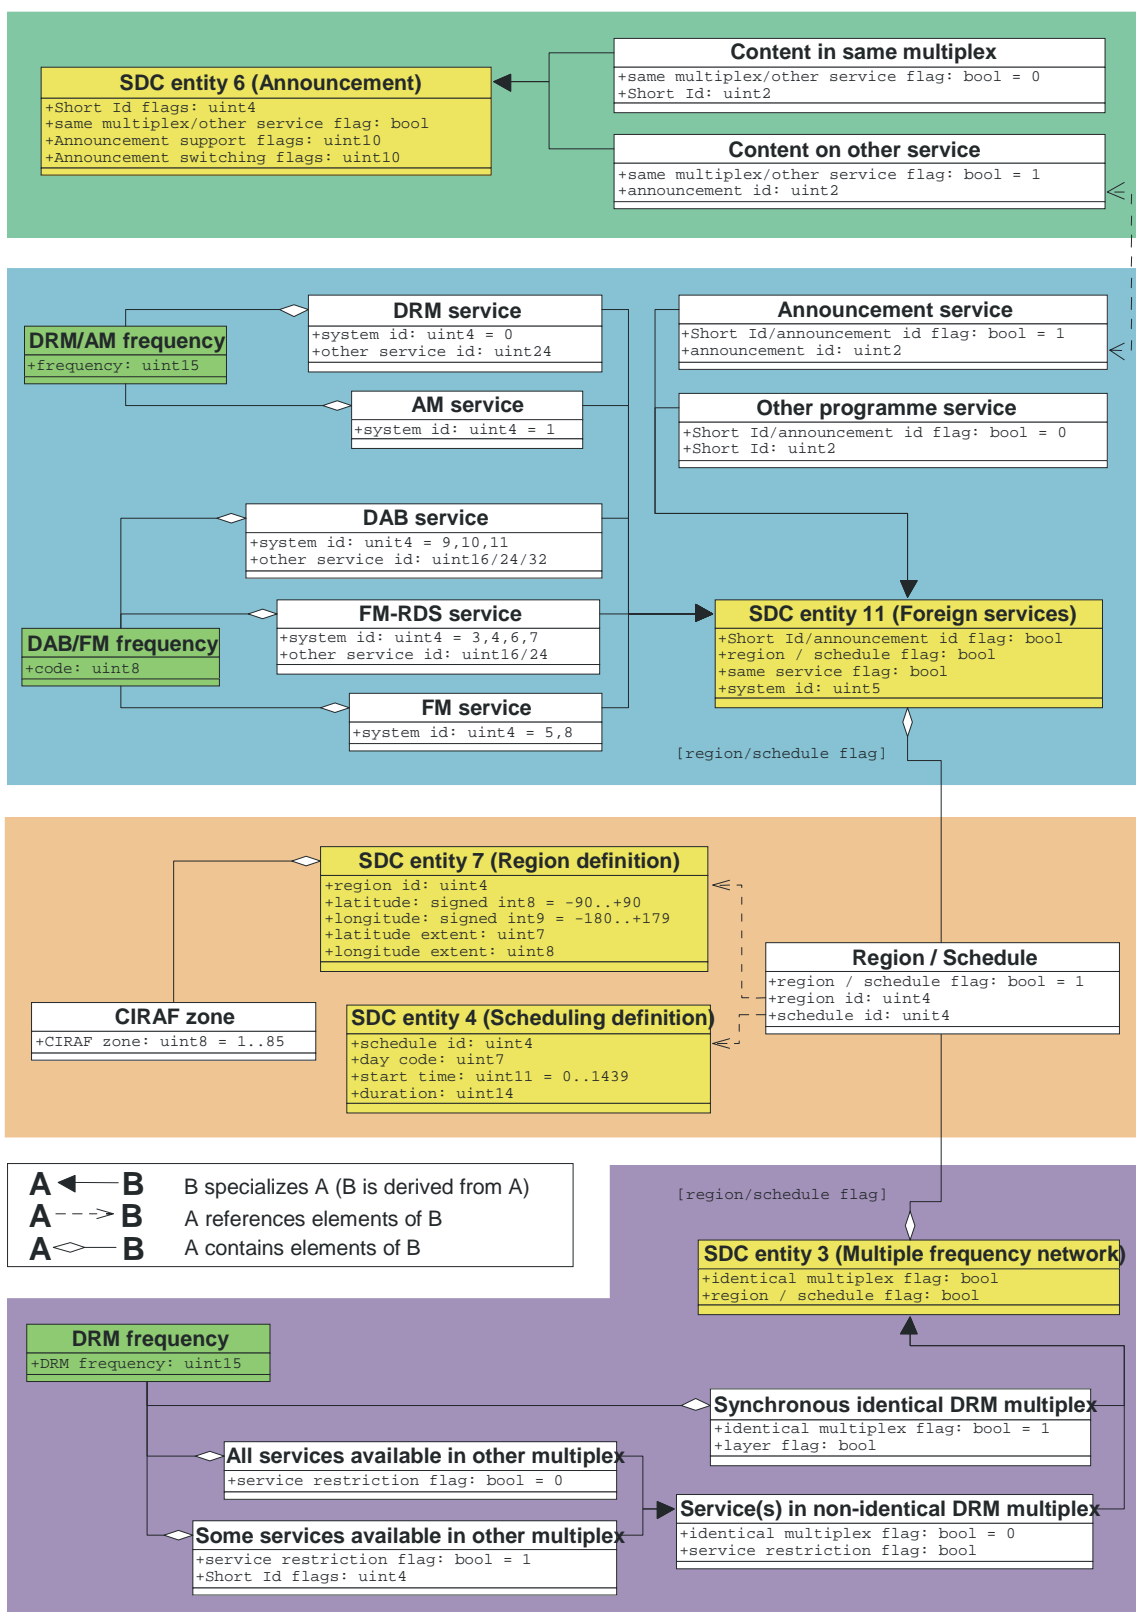 Content in same multiplex
+same multiplex/other service flag: bool = 0
+Short Id: uint2
SDC entity 6 (Announcement)
+Short Id flags: uint4
+same multiplex/other service flag: bool
+Announcement support flags: uint10
+Announcement switching flags: uint10
Content on other service
+same multiplex/other service flag: bool = 1
+announcement id: uint2
DRM service
+system id: uint4 = 0
+other service id: uint24
Announcement service
+Short Id/announcement id flag: bool = 1
+announcement id: uint2
DRM/AM frequency
+frequency: uint15
AM service
+system id: uint4 = 1
Other programme service
+Short Id/announcement id flag: bool = 0
+Short Id: uint2
DAB service
+system id: unit4 = 9,10,11
+other service id: uint16/24/32
FM-RDS service
+system id: uint4 = 3,4,6,7
+other service id: uint16/24
SDC entity 11 (Foreign services)
+Short Id/announcement id flag: bool
+region / schedule flag: bool
+same service flag: bool
+system id: uint5
DAB/FM frequency
+code: uint8
FM service
+system id: uint4 = 5,8
[region/schedule flag]
SDC entity 7 (Region definition)
+region id: uint4
+latitude: signed int8 = -90..+90
+longitude: signed int9 = -180..+179
+latitude extent: uint7
+longitude extent: uint8
Region / Schedule
+region / schedule flag: bool = 1
+region id: uint4
+schedule id: unit4
CIRAF zone
+CIRAF zone: uint8 = 1..85
SDC entity 4 (Scheduling definition)
+schedule id: uint4
+day code: uint7
+start time: uint11 = 0..1439
+duration: uint14
A B B specializes A (B is derived from A)
A B A references elements of B
A B A contains elements of B
[region/schedule flag]
SDC entity 3 (Multiple frequency network)
+identical multiplex flag: bool
+region / schedule flag: bool
DRM frequency
+DRM frequency: uint15
Synchronous identical DRM multiplex
+identical multiplex flag: bool = 1
+layer flag: bool
All services available in other multiplex
+service restriction flag: bool = 0
Service(s) in non-identical DRM multiplex
+identical multiplex flag: bool = 0
+service restriction flag: bool
Some services available in other multiplex
+service restriction flag: bool = 1
+Short Id flags: uint4